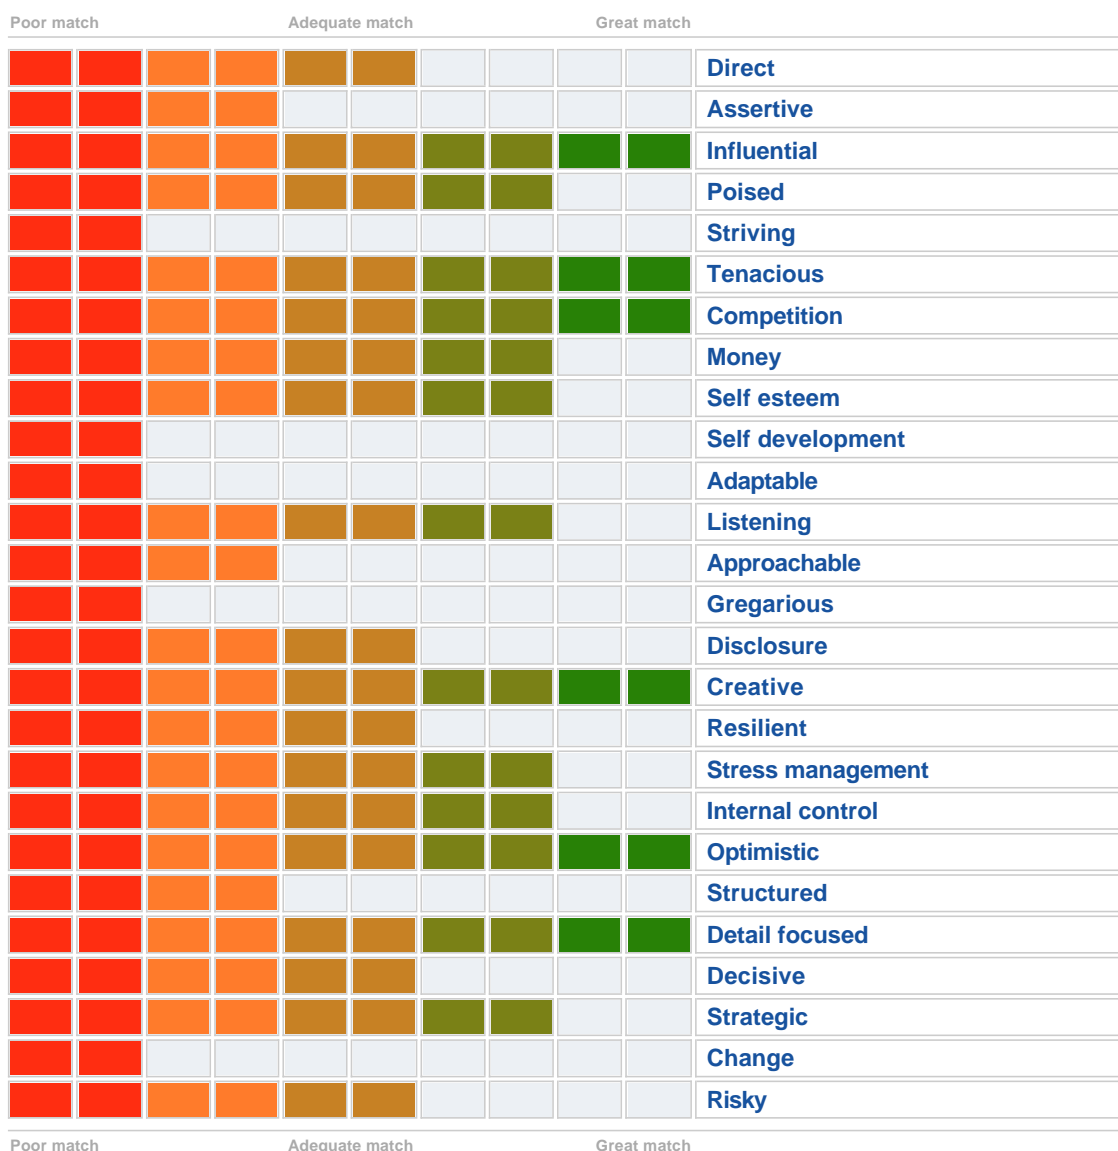 Poor match Adequate match Great match
Direct
Assertive
Influential
Poised
Striving
Tenacious
Competition
Money
Self esteem
Self development
Adaptable
Listening
Approachable
Gregarious
Disclosure
Creative
Resilient
Stress management
Internal control
Optimistic
Structured
Detail focused
Decisive
Strategic
Change
Risky
Poor match Adequate match Great match